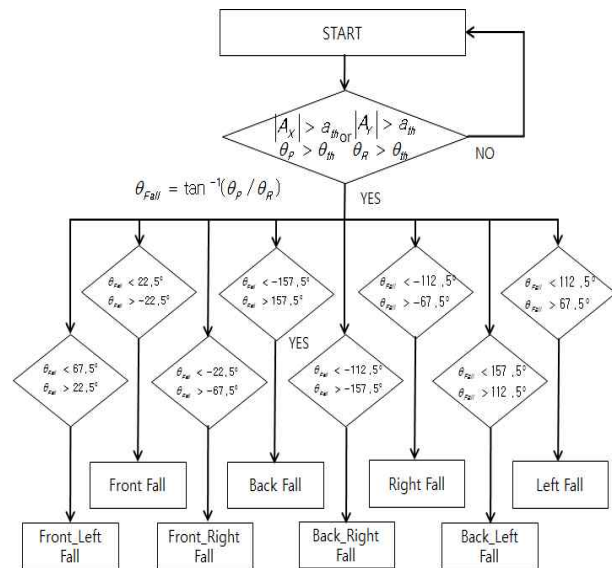 START
|A_X| > a_th or |A_Y| > a_th
θ_P > θ_th θ_R > θ_th
NO
θ_Fall = tan⁻¹(θ_P / θ_R)
YES
θ_Fall < 22,5°
θ_Fall > -22,5°
θ_Fall < -157,5°
θ_Fall > 157,5°
θ_Fall < -112,5°
θ_Fall > -67,5°
θ_Fall < 112,5°
θ_Fall > 67,5°
YES
θ_Fall < 67,5°
θ_Fall > 22,5°
θ_Fall < -22,5°
θ_Fall > -67,5°
θ_Fall < -112,5°
θ_Fall > -157,5°
θ_Fall < 157,5°
θ_Fall > 112,5°
Front Fall
Back Fall
Right Fall
Left Fall
Front_Left
Fall
Front_Right
Fall
Back_Right
Fall
Back_Left
Fall